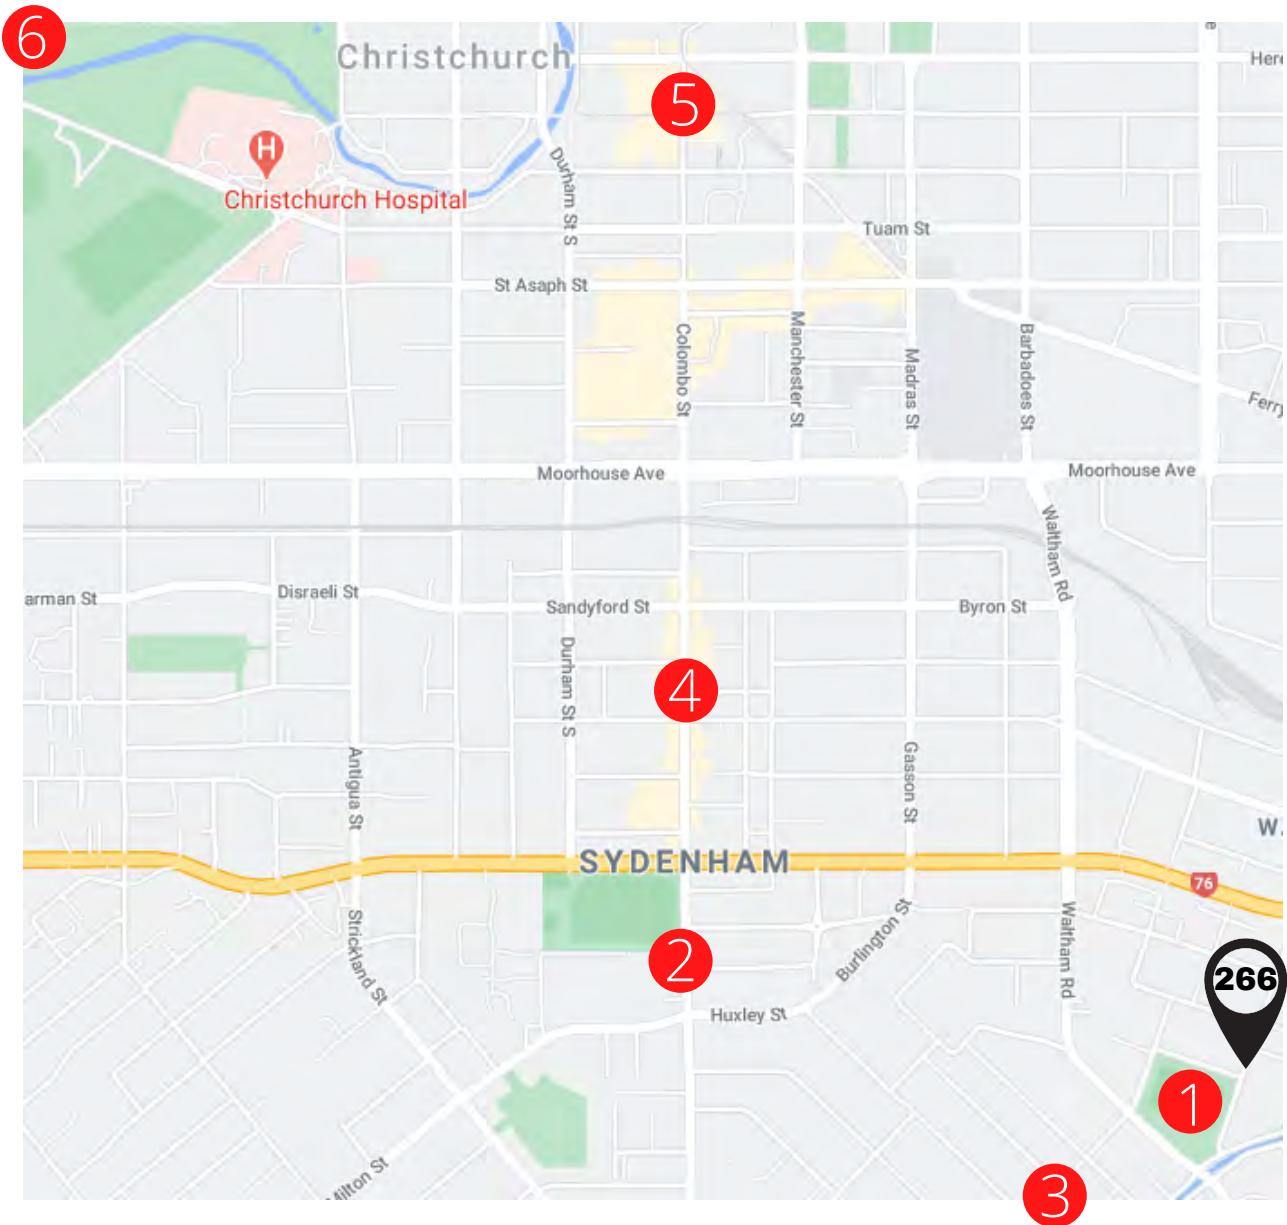 6
Christchurch
Here
5
H
Christchurch Hospital
Durham St S
Tuam St
St Asaph St
Colombo St
Manchester St
Madras St
Barbadoes St
Ferry
Moorhouse Ave
Moorhouse Ave
Waltham Rd
arman St
Disraeli St
Sandyford St
Byron St
Durham St S
4
Antigua St
Gasson St
W.
SYDENHAM
76
Strickland St
2
Burlington St
Waltham Rd
266
Huxley St
1
Milton St
3